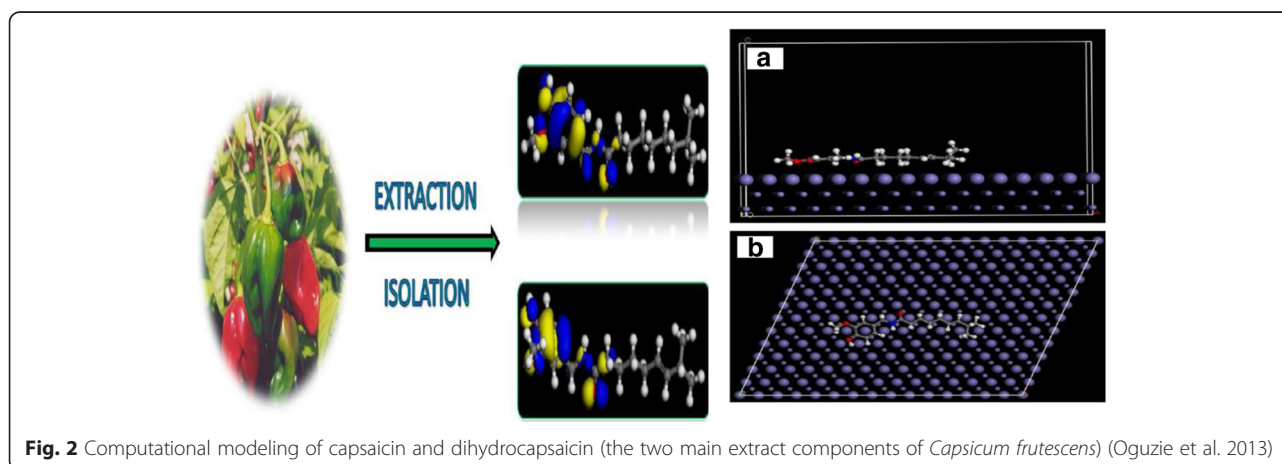 EXTRACTION
ISOLATION
a
b
Fig. 2 Computational modeling of capsaicin and dihydrocapsaicin (the two main extract components of Capsicum frutescens) (Oguzie et al. 2013)